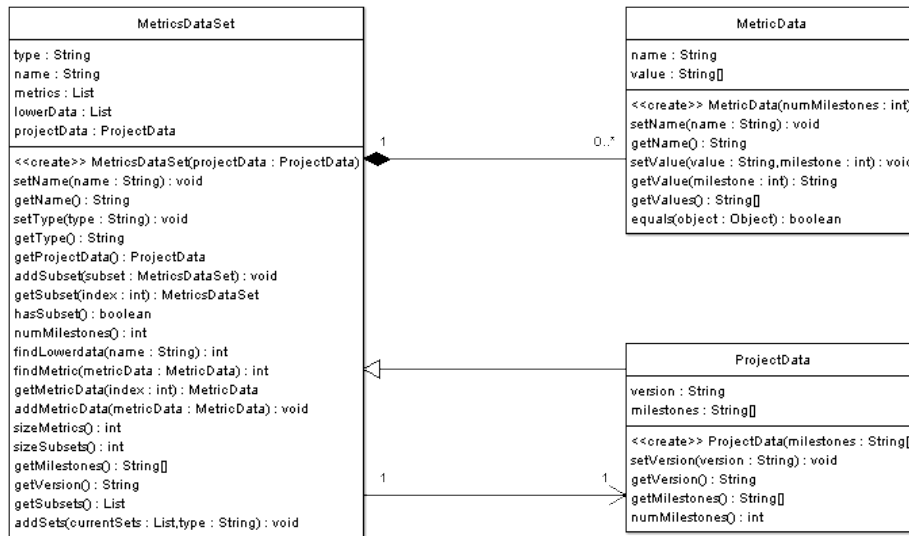 MetricsDataSet
type : String
name : String
metrics : List
lowerData : List
projectData : ProjectData
<<create>> MetricsDataSet(projectData : ProjectData)
setName(name : String) : void
getName() : String
setType(type : String) : void
getType() : String
getProjectData() : ProjectData
addSubset(subset : MetricsDataSet) : void
getSubset(index : int) : MetricsDataSet
hasSubset() : boolean
numMilestones() : int
findLowerdata(name : String) : int
findMetric(metricData : MetricData) : int
getMetricData(index : int) : MetricData
addMetricData(metricData : MetricData) : void
sizeMetrics() : int
sizeSubsets() : int
getMilestones() : String[]
getVersion() : String
getSubsets() : List
addSets(currentSets : List,type : String) : void
1
0..*
MetricData
name : String
value : String[]
<<create>> MetricData(numMilestones : int)
setName(name : String) : void
getName() : String
setValue(value : String,milestone : int) : void
getValue(milestone : int) : String
getValues() : String[]
equals(object : Object) : boolean
1
1
ProjectData
version : String
milestones : String[]
<<create>> ProjectData(milestones : String[
setVersion(version : String) : void
getVersion() : String
getMilestones() : String[]
numMilestones() : int